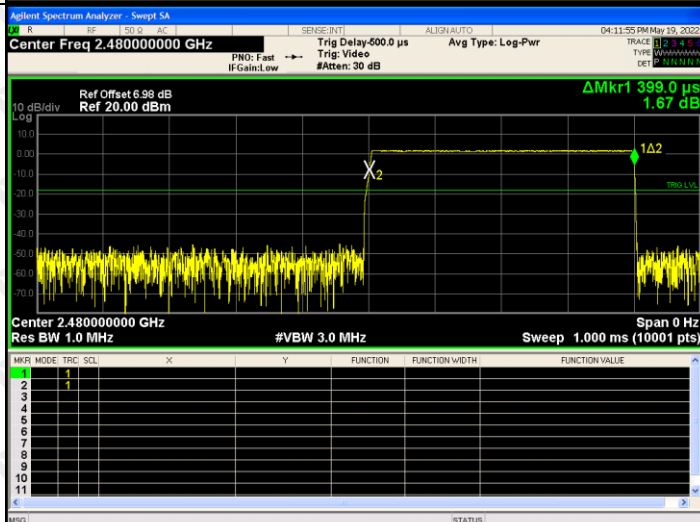 Agilent Spectrum Analyzer - Swept SA
R RF 50 Ω AC SENSE:INT ALIGN AUTO 04:11:55 PM May 19, 2022
Center Freq 2.480000000 GHz
PNO: Fast
IFGain:Low
Trig Delay-500.0 µs
Trig: Video
#Atten: 30 dB
Avg Type: Log-Pwr
TRACE 1 2 3 4 5
TYPE W
DET P N N N N
ΔMkr1 399.0 µs
1.67 dB
Ref Offset 6.98 dB
10 dB/div Ref 20.00 dBm
Log
10.0
0.00
-10.0
-20.0
-30.0
-40.0
-50.0
-60.0
-70.0
X2
1Δ2
TRIG LVL
Center 2.480000000 GHz Span 0 Hz
Res BW 1.0 MHz #VBW 3.0 MHz Sweep 1.000 ms (10001 pts)
MKR MODE TRC SCL X Y FUNCTION FUNCTION WIDTH FUNCTION VALUE
1 1
2 1
3
4
5
6
7
8
9
10
11
MSG STATUS